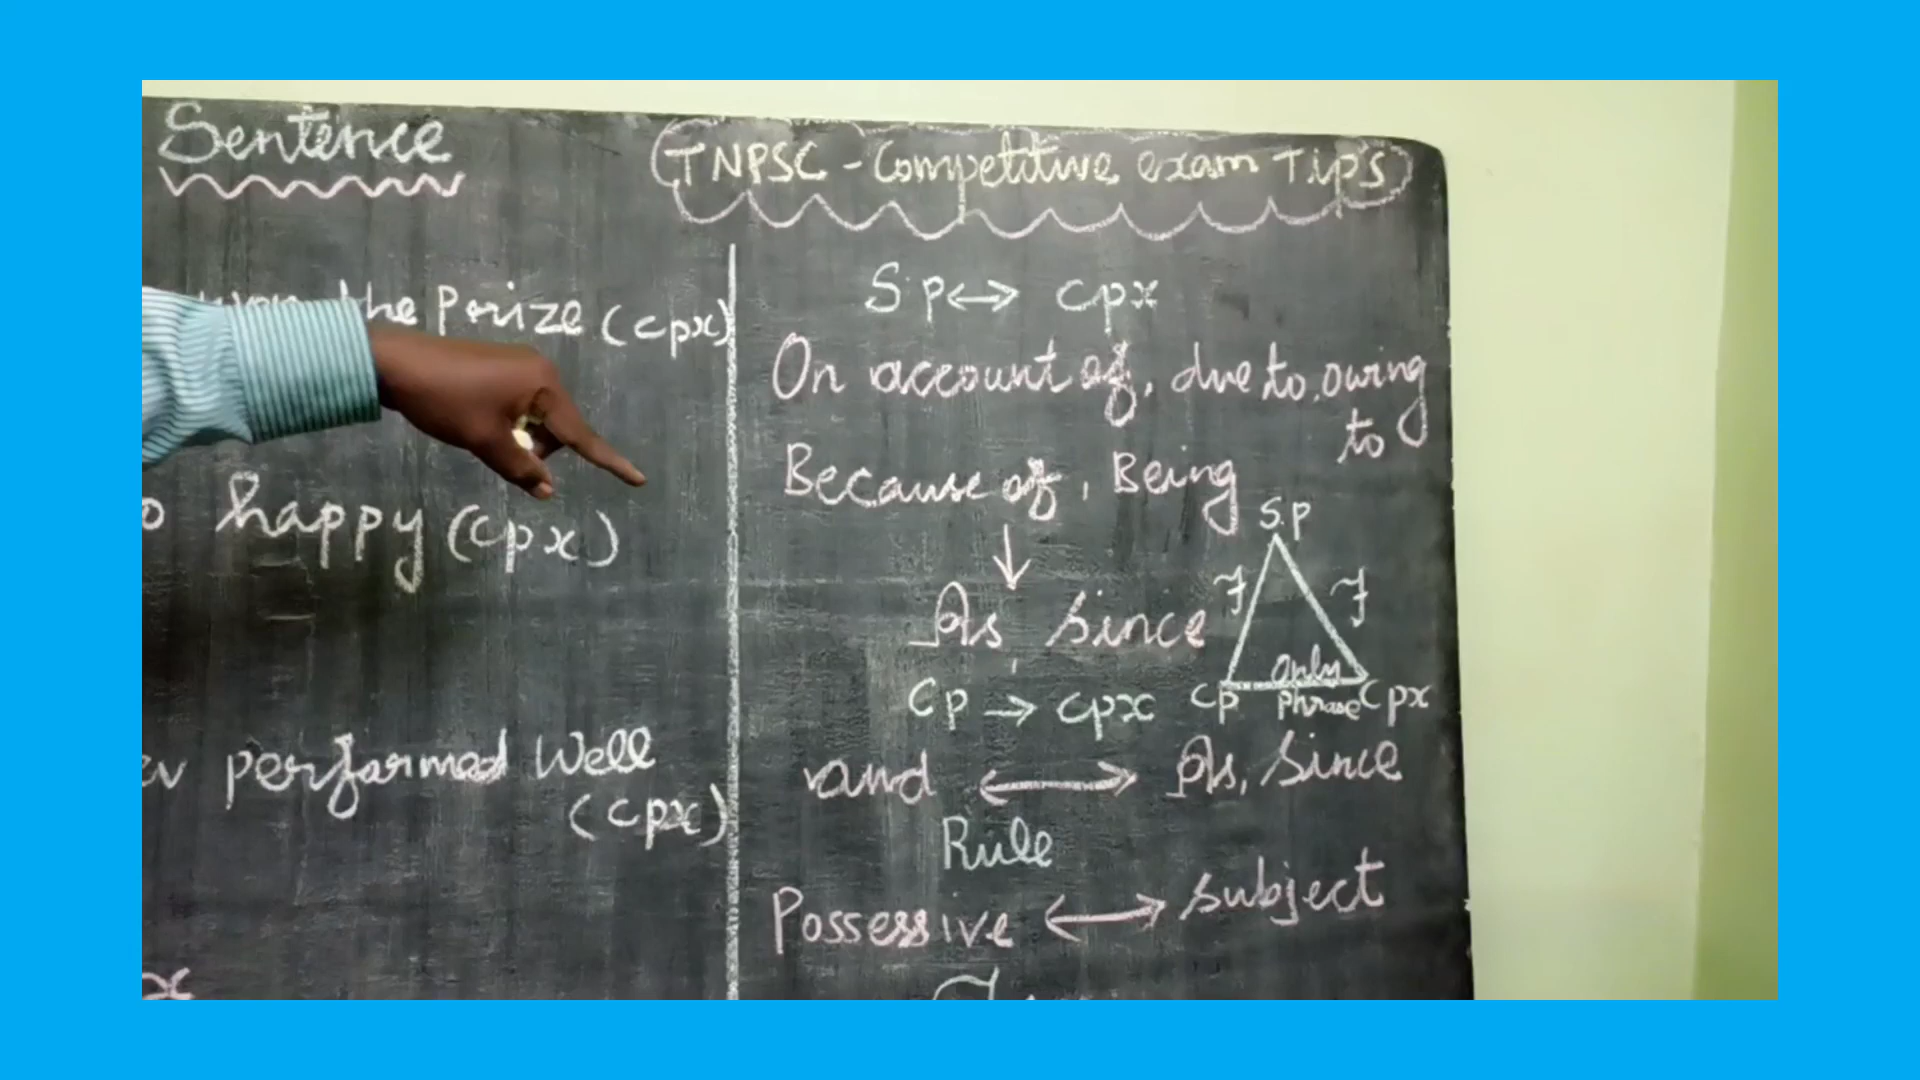 Sentence
TNPSC - Competitive exam Tips
the Prize (cpx)
happy (cpx)
performed Well
(cpx)
S.p ↔ cpx
On account of, due to, owing
to
Because of, Being
↓
As, Since
Cp → cpx
and ↔ As, Since
Rule
Possessive ↔ subject
S.p
Cp
only
Phrase
Cpx